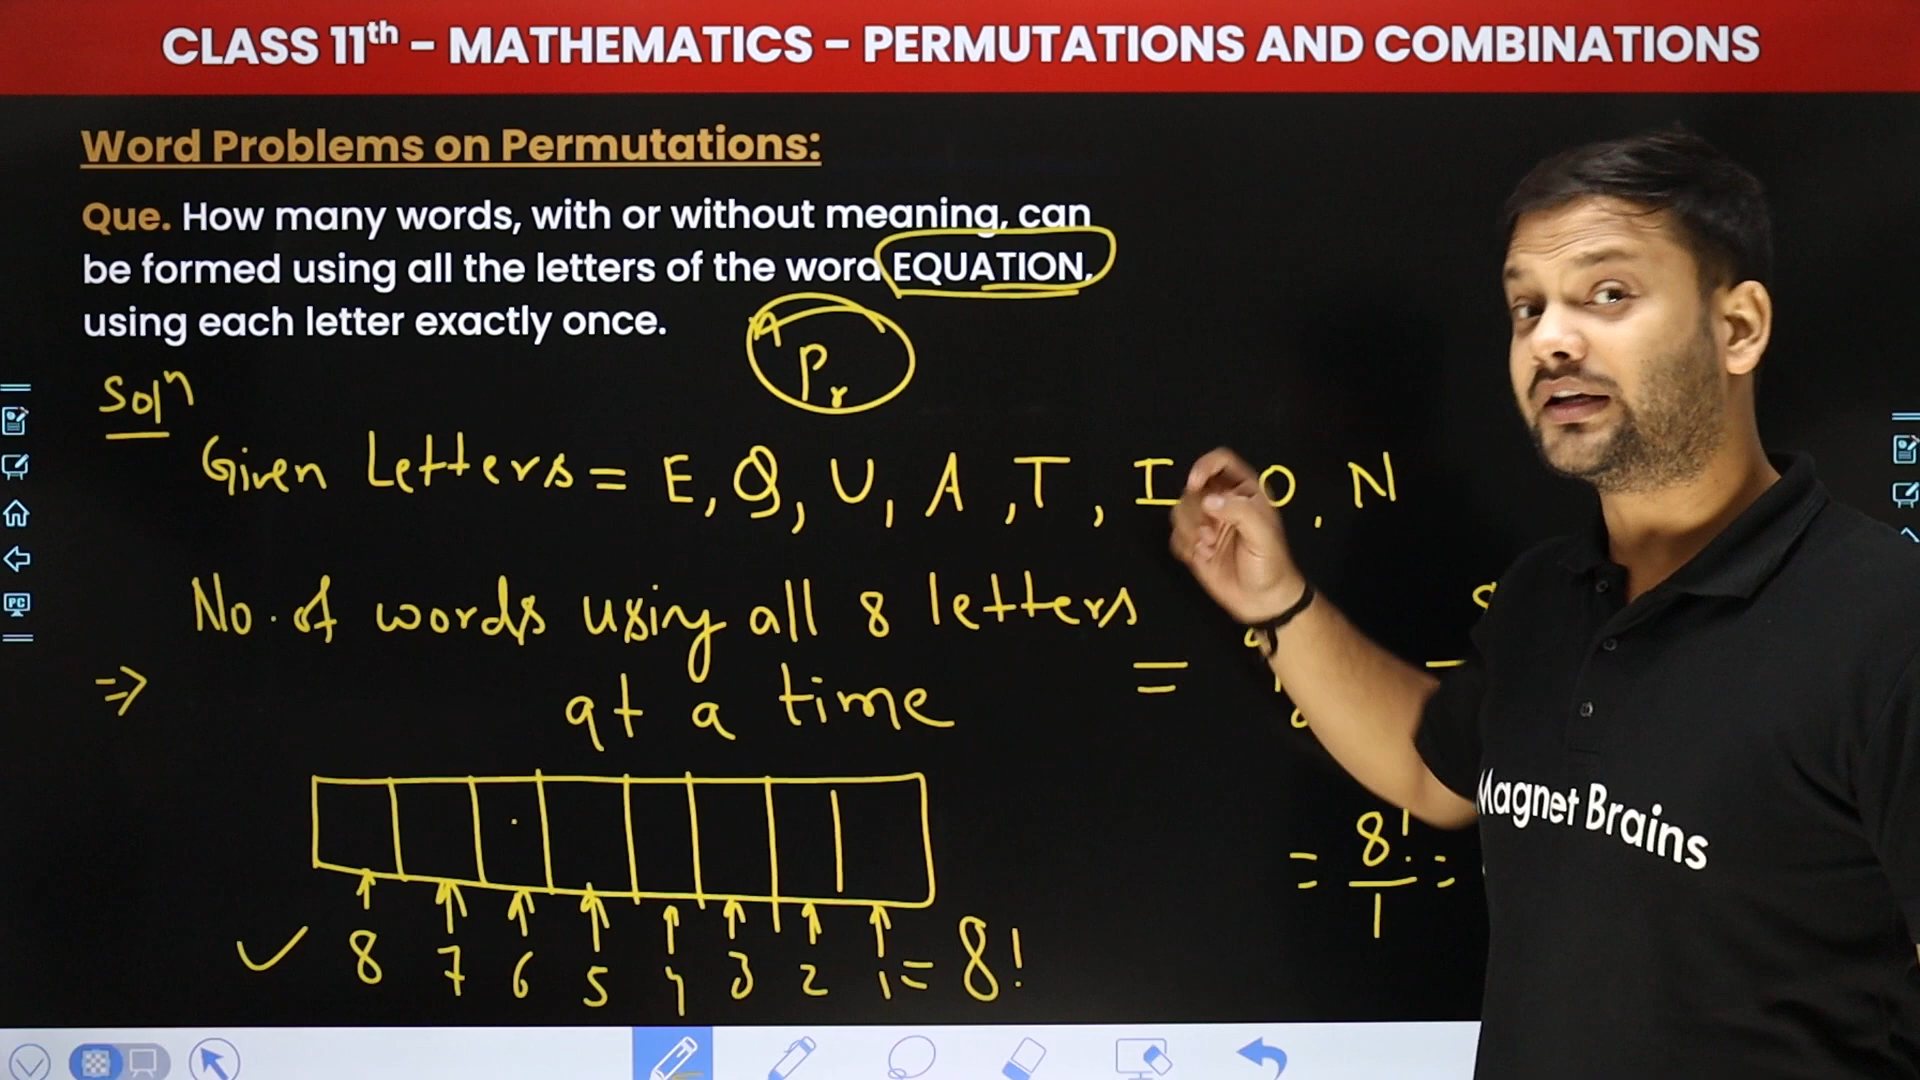 CLASS 11th - MATHEMATICS - PERMUTATIONS AND COMBINATIONS
Word Problems on Permutations:
Que. How many words, with or without meaning, can
be formed using all the letters of the word EQUATION,
using each letter exactly once.
Pr
Soln
Given Letters = E, Q, U, A, T, I O, N
No. of words using all 8 letters
=> at a time =
= 8!/1 =
✓ 8 7 6 5 4 3 2 1 = 8!
Magnet Brains
PC